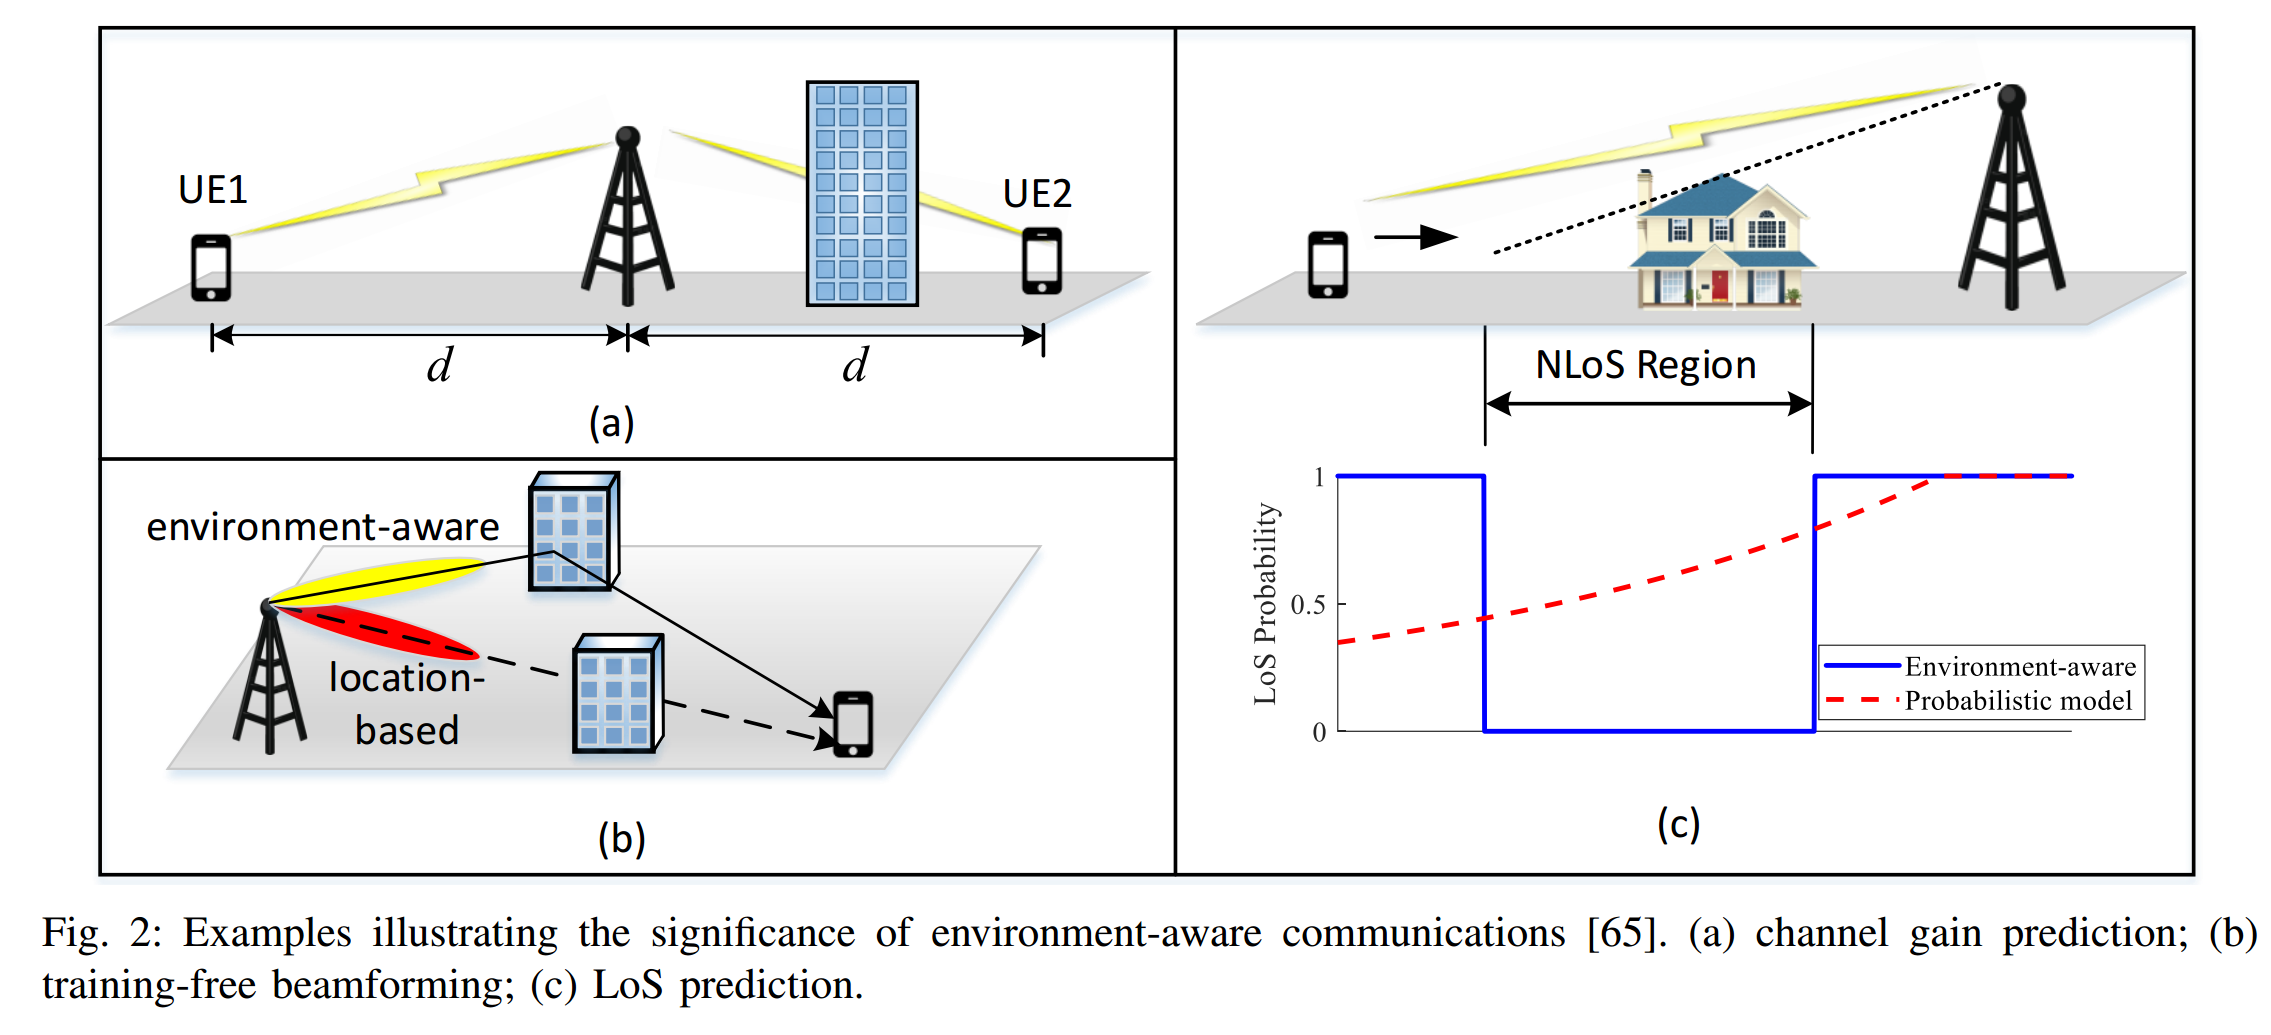 UE1
UE2
d
d
(a)
environment-aware
location-
based
(b)
NLoS Region
LoS Probability
1
0.5
0
Environment-aware
Probabilistic model
(c)
Fig. 2: Examples illustrating the significance of environment-aware communications [65]. (a) channel gain prediction; (b)
training-free beamforming; (c) LoS prediction.